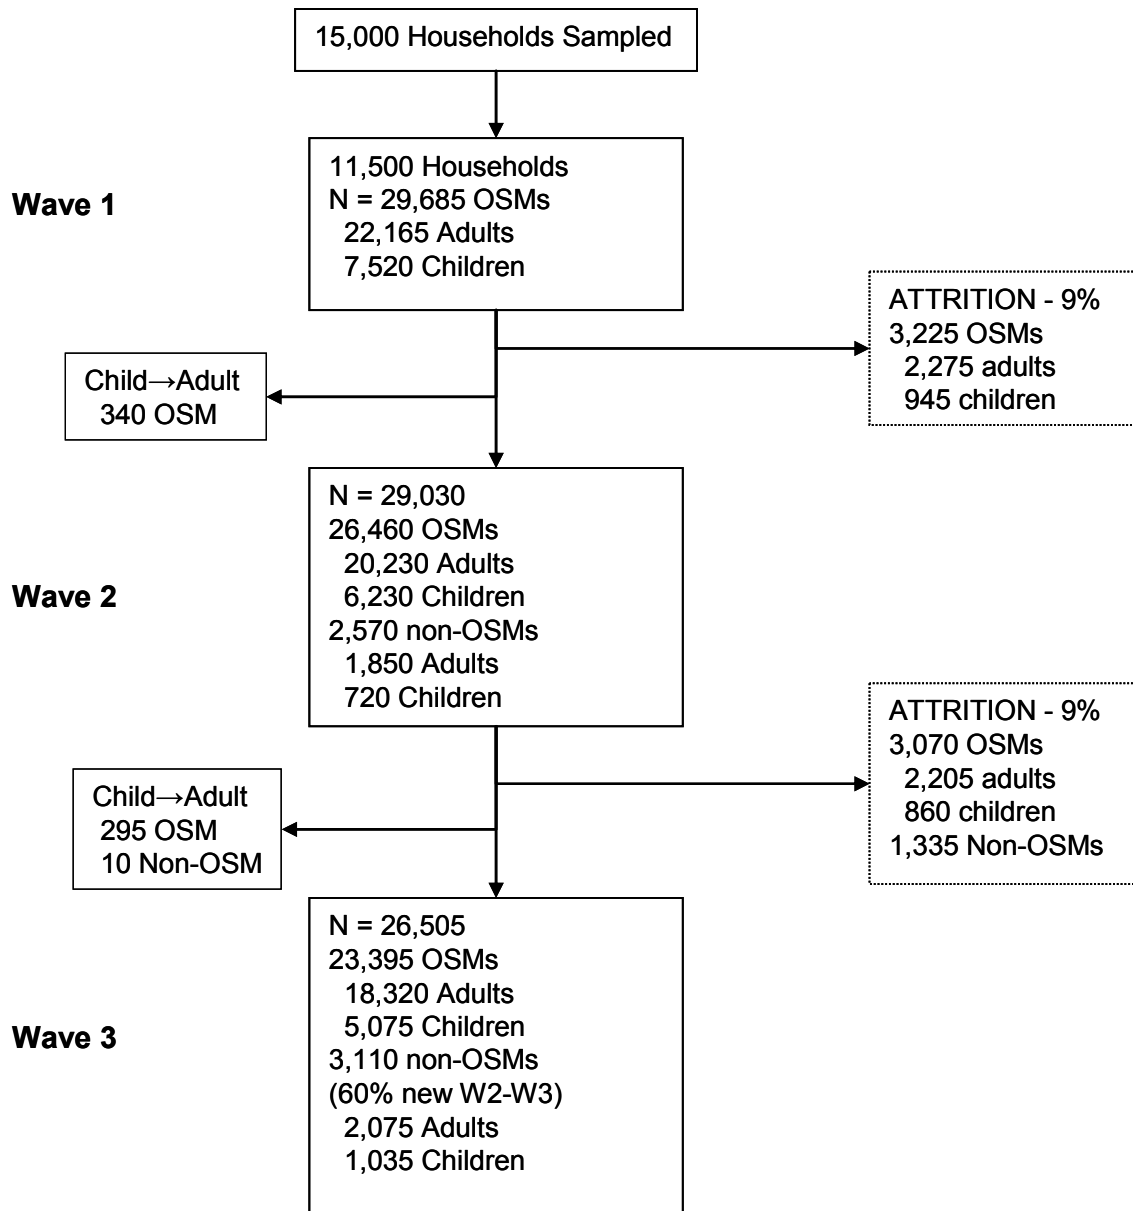 15,000 Households Sampled
Wave 1
11,500 Households
N = 29,685 OSMs
22,165 Adults
7,520 Children
ATTRITION - 9%
3,225 OSMs
2,275 adults
945 children
Child→Adult
340 OSM
Wave 2
N = 29,030
26,460 OSMs
20,230 Adults
6,230 Children
2,570 non-OSMs
1,850 Adults
720 Children
ATTRITION - 9%
3,070 OSMs
2,205 adults
860 children
1,335 Non-OSMs
Child→Adult
295 OSM
10 Non-OSM
Wave 3
N = 26,505
23,395 OSMs
18,320 Adults
5,075 Children
3,110 non-OSMs
(60% new W2-W3)
2,075 Adults
1,035 Children